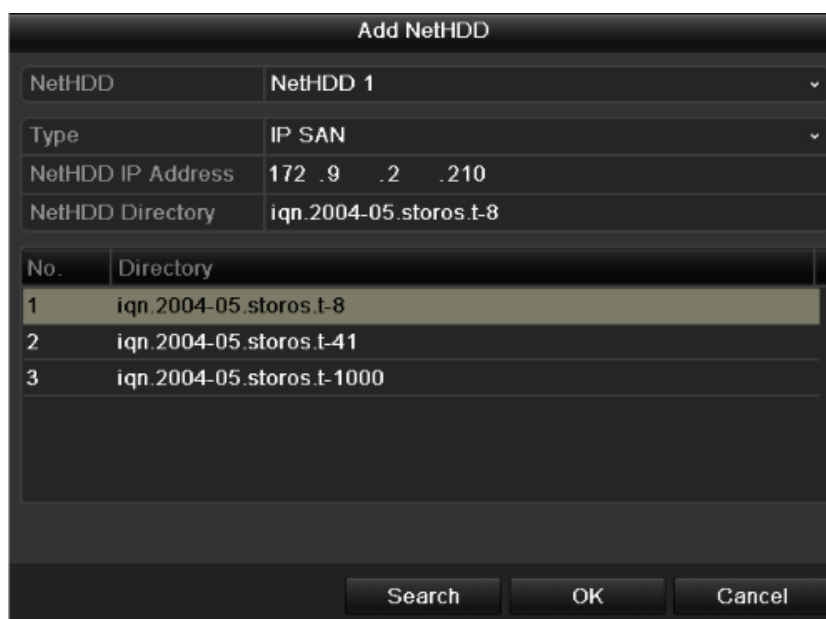 Add NetHDD
NetHDD NetHDD 1
Type IP SAN
NetHDD IP Address 172 .9 .2 .210
NetHDD Directory iqn.2004-05.storos.t-8
No. Directory
1 iqn.2004-05.storos.t-8
2 iqn.2004-05.storos.t-41
3 iqn.2004-05.storos.t-1000
Search OK Cancel